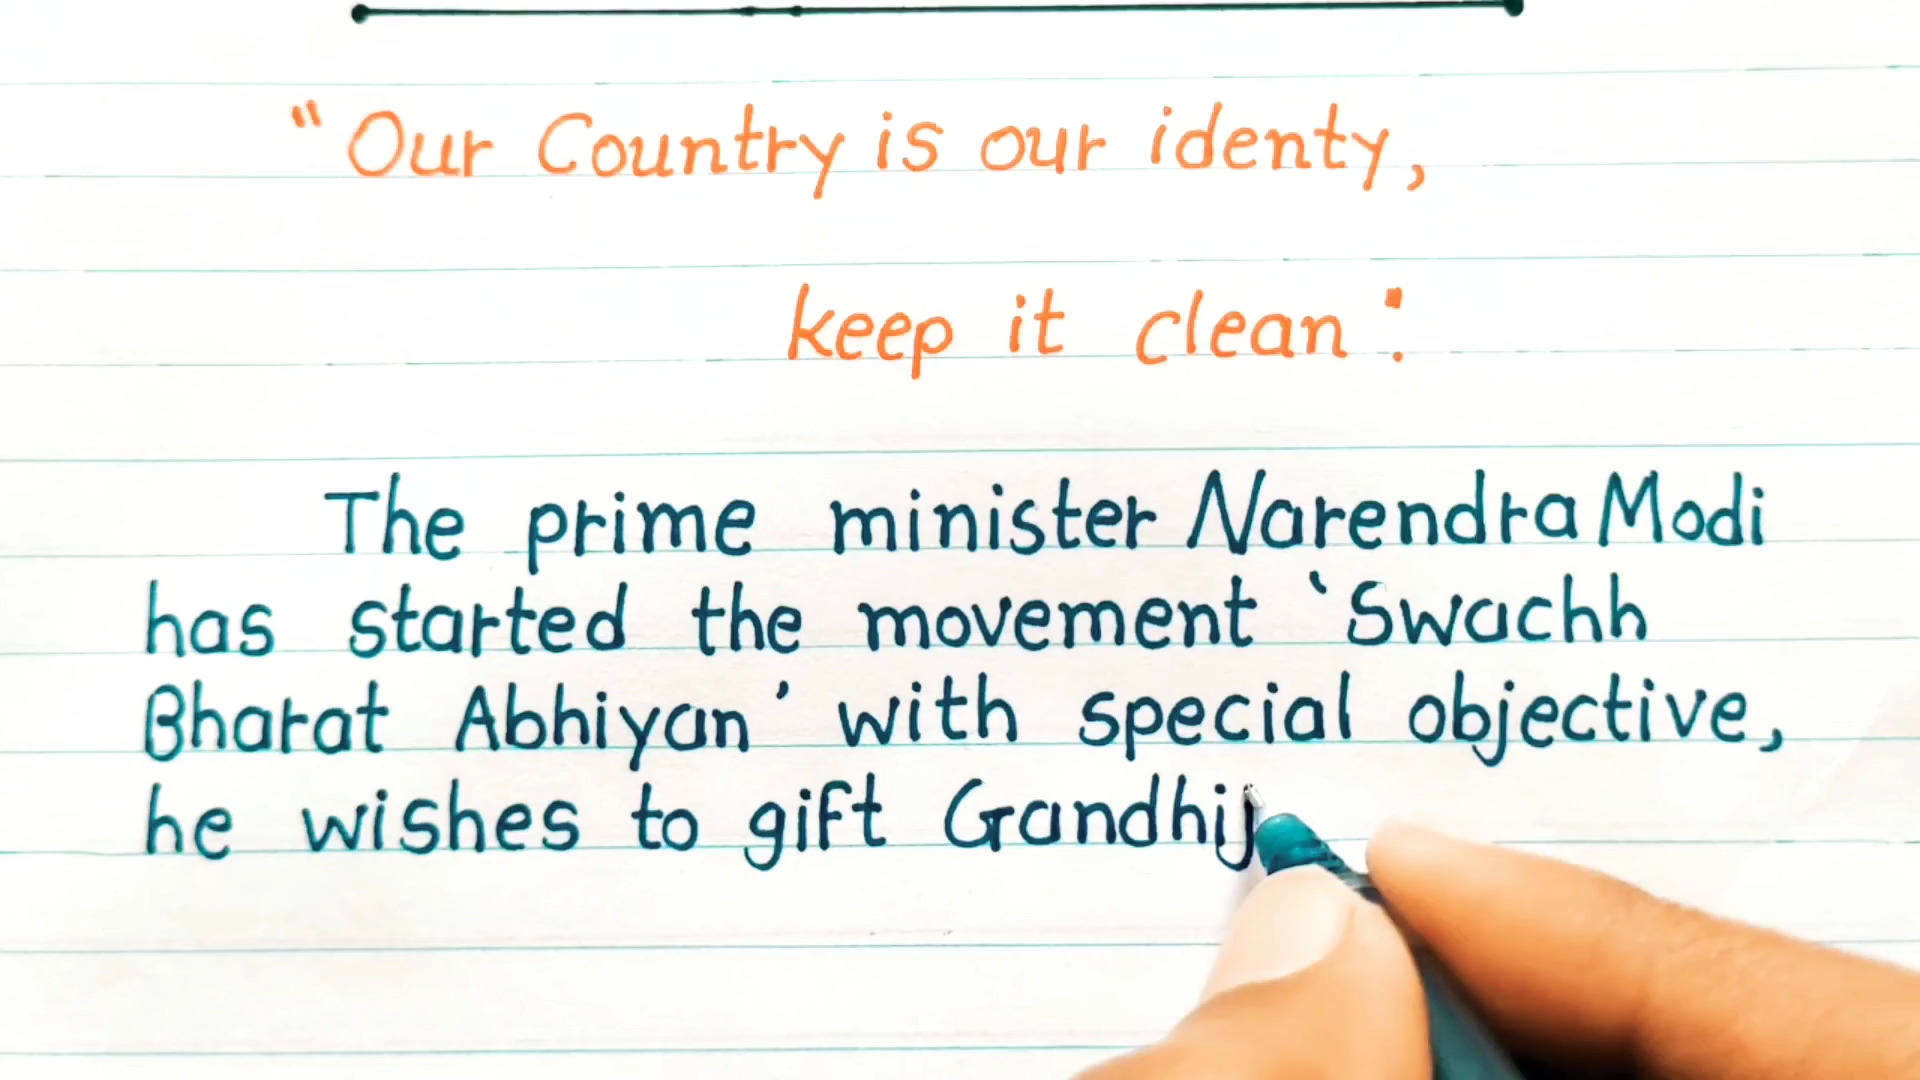 "Our Country is our identy,
keep it clean".
The prime minister Narendra Modi
has started the movement 'Swachh
Bharat Abhiyan' with special objective,
he wishes to gift Gandhij